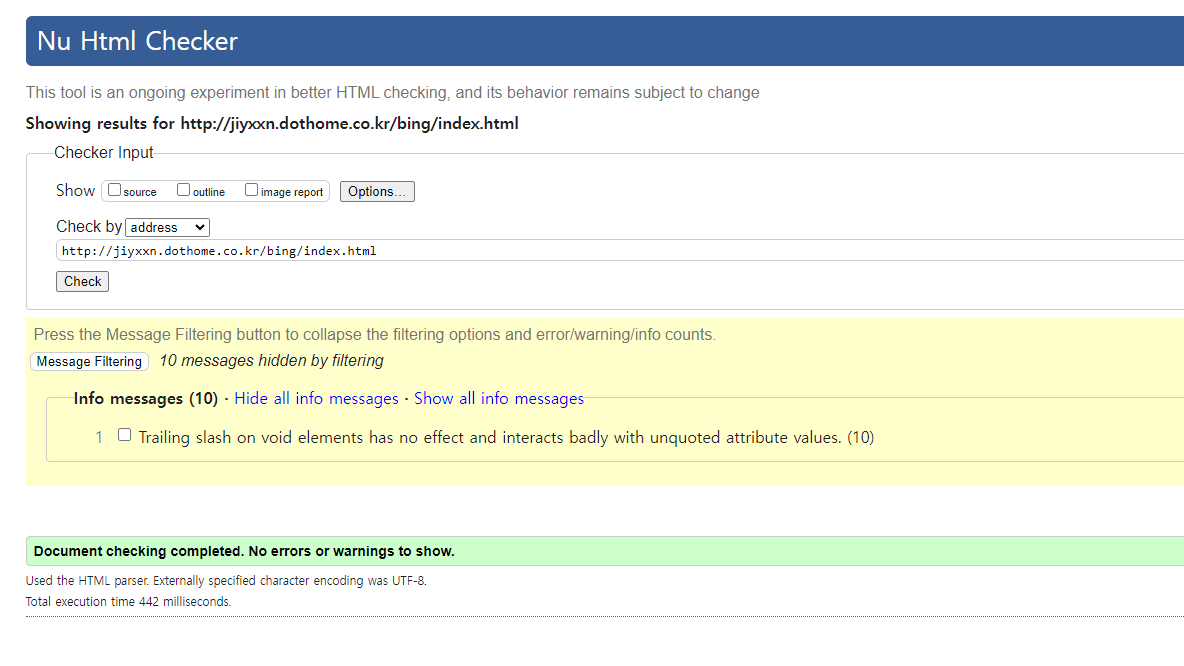 Nu Html Checker
This tool is an ongoing experiment in better HTML checking, and its behavior remains subject to change
Showing results for http://jiyxxn.dothome.co.kr/bing/index.html
Checker Input
Show source outline image report Options...
Check by address
http://jiyxxn.dothome.co.kr/bing/index.html
Check
Press the Message Filtering button to collapse the filtering options and error/warning/info counts.
Message Filtering 10 messages hidden by filtering
Info messages (10) · Hide all info messages · Show all info messages
1 Trailing slash on void elements has no effect and interacts badly with unquoted attribute values. (10)
Document checking completed. No errors or warnings to show.
Used the HTML parser. Externally specified character encoding was UTF-8.
Total execution time 442 milliseconds.